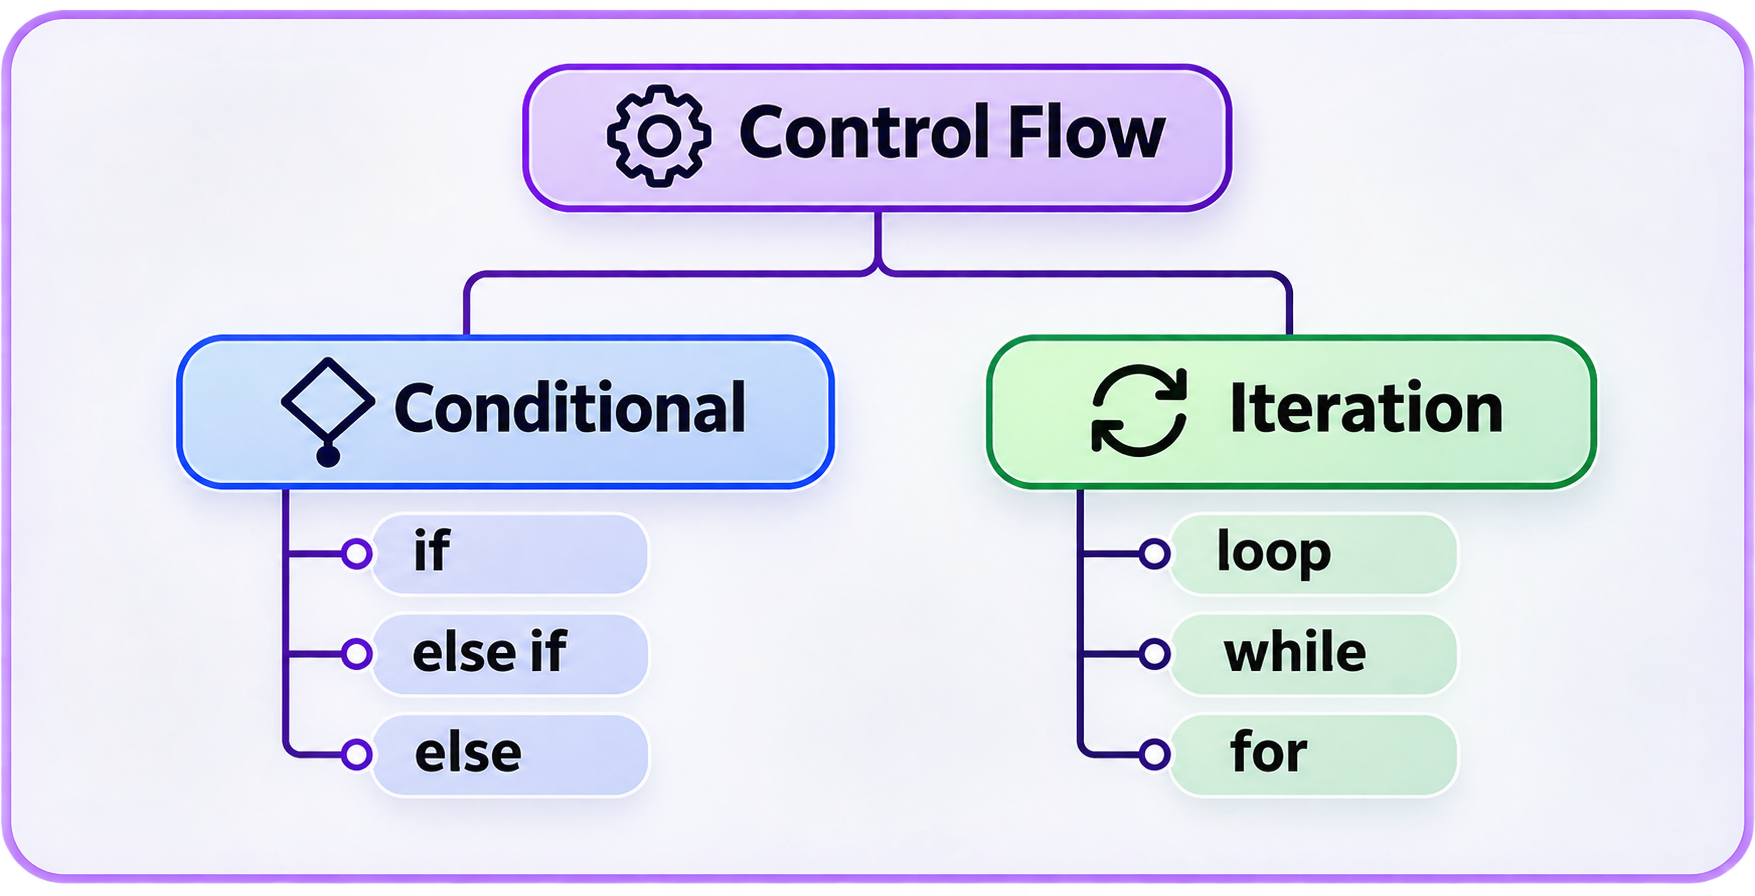 Control Flow
Conditional
if
else if
else
Iteration
loop
while
for